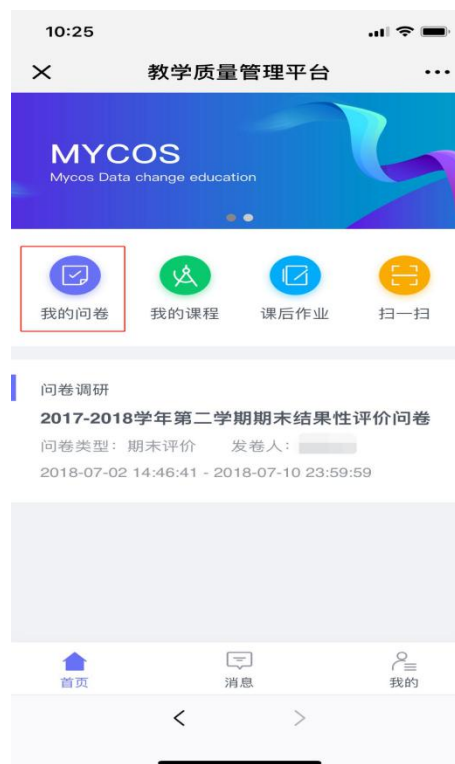 10:25
教学质量管理平台
MYCOS
Mycos Data change education
我的问卷 我的课程 课后作业 扫一扫
问卷调研
2017-2018学年第二学期期末结果性评价问卷
问卷类型：期末评价 发卷人：
2018-07-02 14:46:41 - 2018-07-10 23:59:59
首页 消息 我的